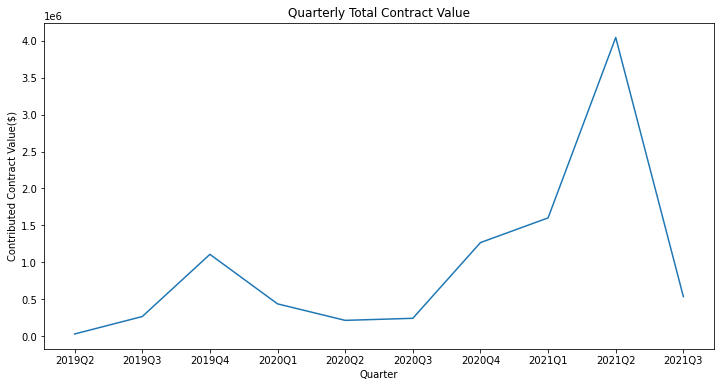 Quarterly Total Contract Value
1e6
4.0
3.5
3.0
2.5
2.0
1.5
1.0
0.5
0.0
Contributed Contract Value($)
2019Q2 2019Q3 2019Q4 2020Q1 2020Q2 2020Q3 2020Q4 2021Q1 2021Q2 2021Q3
Quarter